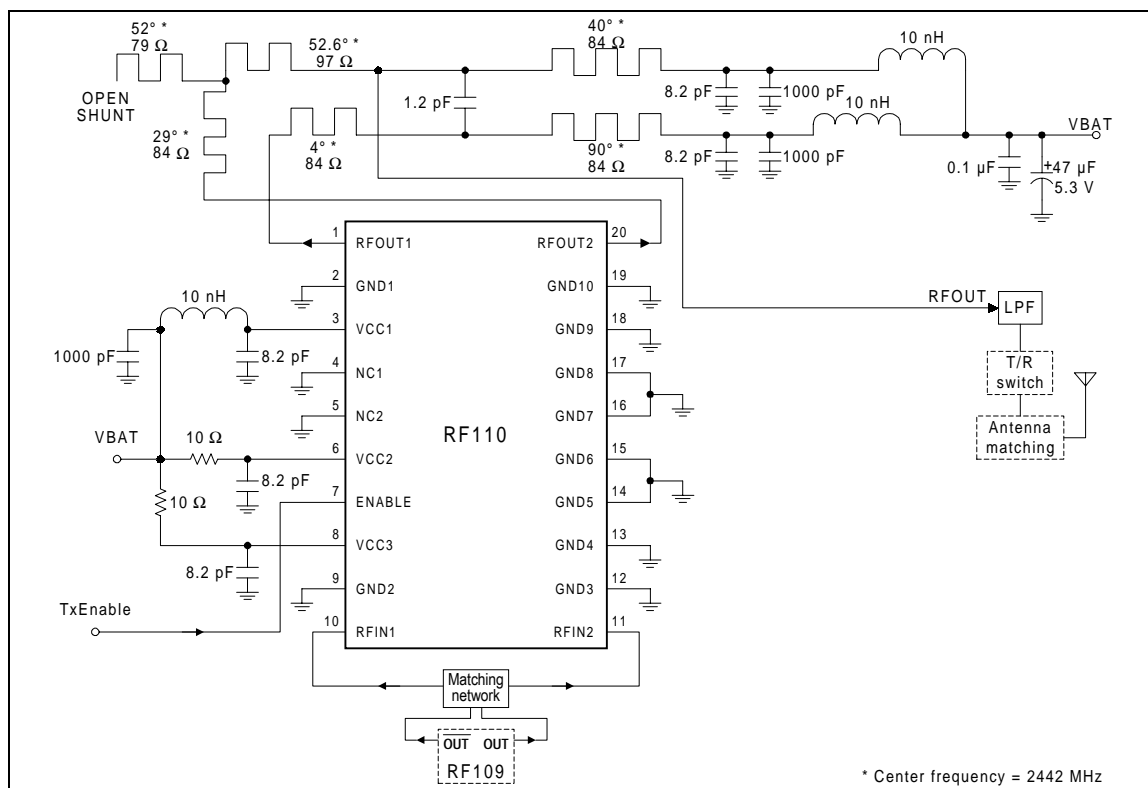 52° *
79 Ω
OPEN
SHUNT
52.6° *
97 Ω
40° *
84 Ω
10 nH
8.2 pF
1000 pF
1.2 pF
10 nH
29° *
84 Ω
4° *
84 Ω
90° *
84 Ω
8.2 pF
1000 pF
VBAT
0.1 µF
+47 µF
5.3 V
1
RFOUT1
RFOUT2
20
2
GND1
GND10
19
10 nH
3
VCC1
GND9
18
1000 pF
8.2 pF
4
NC1
GND8
17
5
NC2
GND7
16
RF110
VBAT
10 Ω
6
VCC2
GND6
15
8.2 pF
10 Ω
7
ENABLE
GND5
14
8
VCC3
GND4
13
8.2 pF
9
GND2
GND3
12
TxEnable
10
RFIN1
RFIN2
11
RFOUT
LPF
T/R
switch
Antenna
matching
Matching
network
OUT OUT
RF109
* Center frequency = 2442 MHz